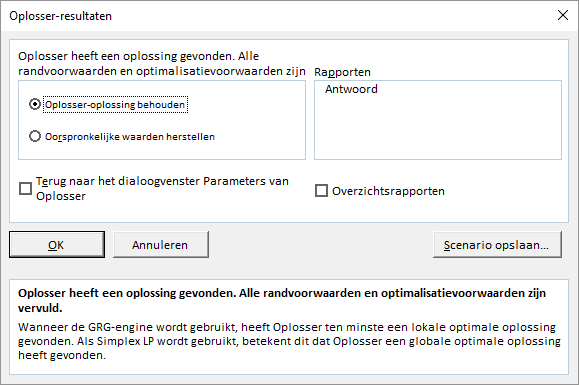 Oplosser-resultaten
Oplosser heeft een oplossing gevonden. Alle
randvoorwaarden en optimalisatievoorwaarden zijn
Rapporten
Oplosser-oplossing behouden
Oorspronkelijke waarden herstellen
Antwoord
Terug naar het dialoogvenster Parameters van
Oplosser
Overzichtsrapporten
OK
Annuleren
Scenario opslaan...
Oplosser heeft een oplossing gevonden. Alle randvoorwaarden en optimalisatievoorwaarden zijn
vervuld.
Wanneer de GRG-engine wordt gebruikt, heeft Oplosser ten minste een lokale optimale oplossing
gevonden. Als Simplex LP wordt gebruikt, betekent dit dat Oplosser een globale optimale oplossing
heeft gevonden.